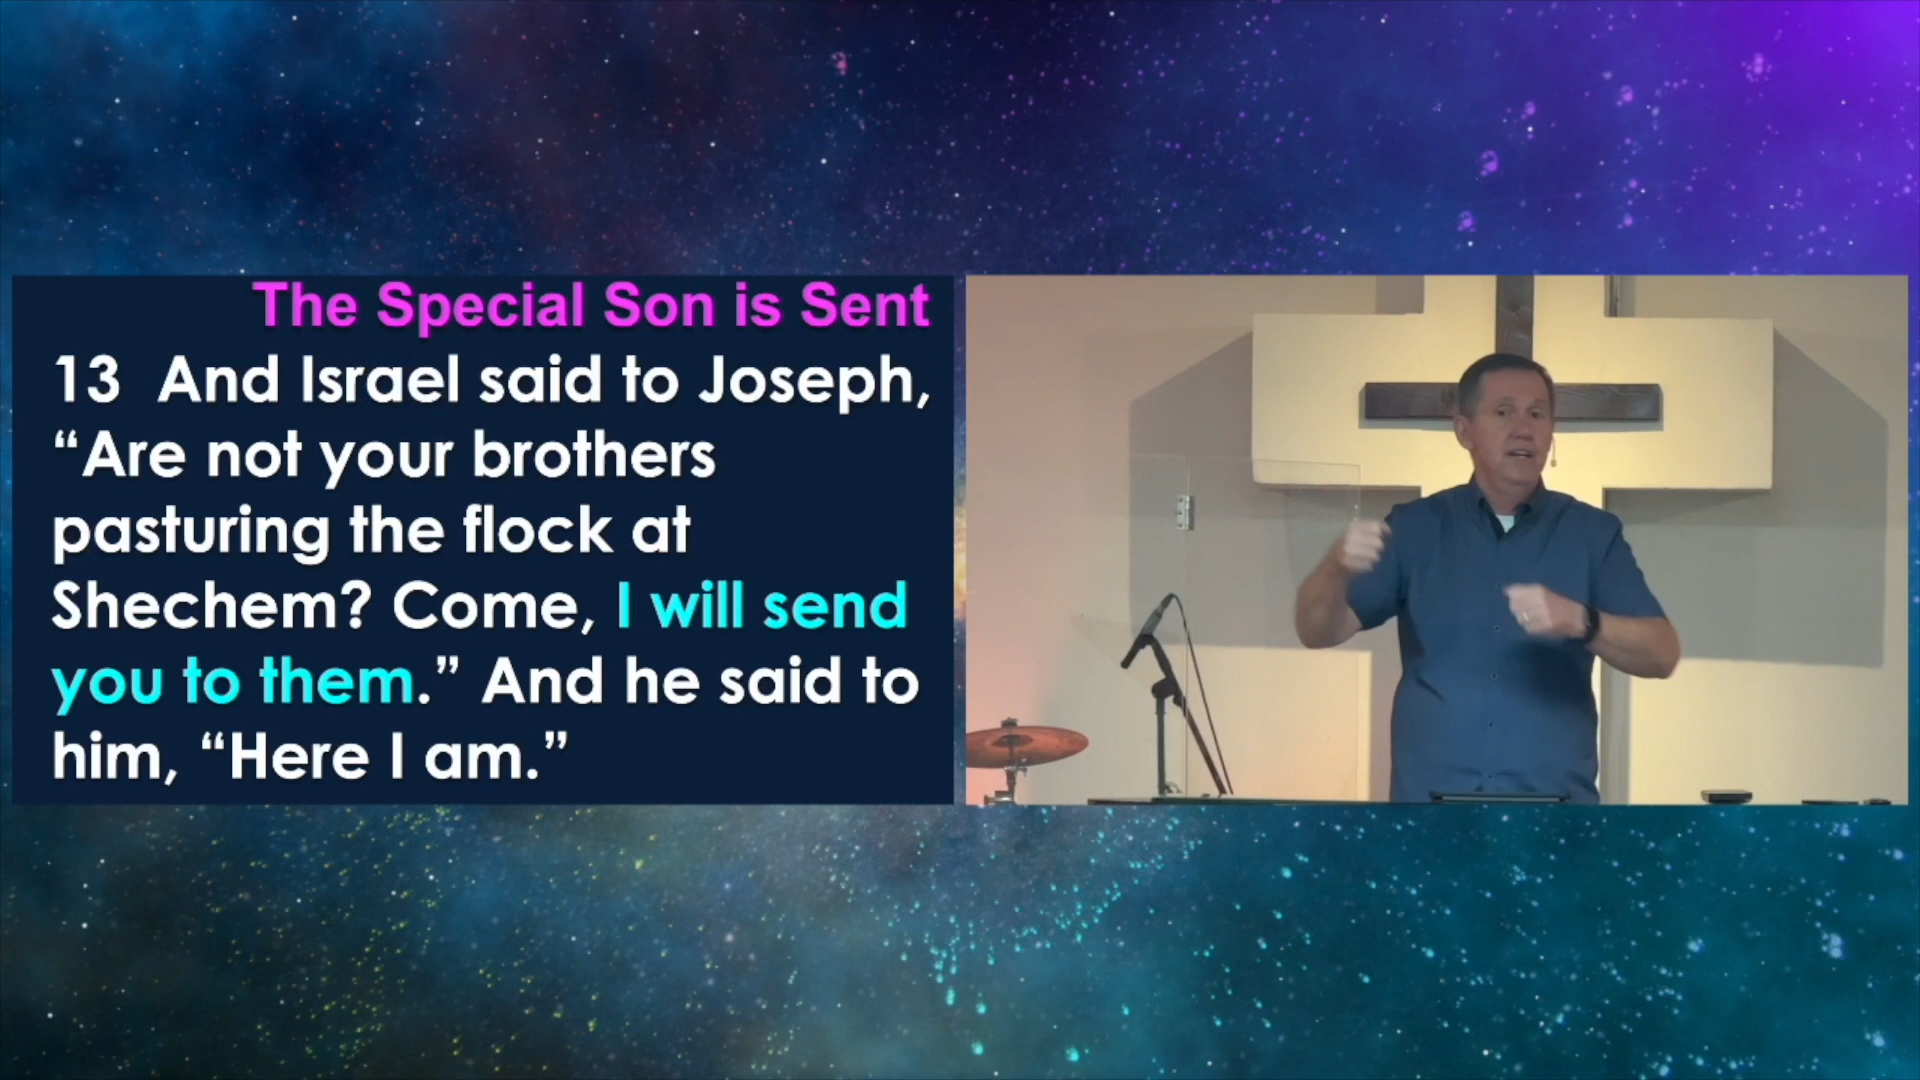 The Special Son is Sent
13 And Israel said to Joseph,
“Are not your brothers
pasturing the flock at
Shechem? Come, I will send
you to them.” And he said to
him, “Here I am.”